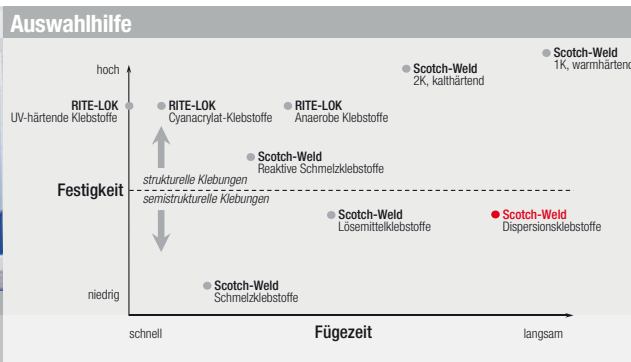 Auswahlhilfe
hoch
Scotch-Weld
1K, warmhärtend
Scotch-Weld
2K, kalthärtend
RITE-LOK
UV-härtende Klebstoffe
RITE-LOK
Cyanacrylat-Klebstoffe
RITE-LOK
Anaerobe Klebstoffe
Scotch-Weld
Reaktive Schmelzklebstoffe
strukturelle Klebungen
Festigkeit
semistrukturelle Klebungen
Scotch-Weld
Lösemittelklebstoffe
Scotch-Weld
Dispersionsklebstoffe
Scotch-Weld
Schmelzklebstoffe
niedrig
schnell
Fügezeit
langsam